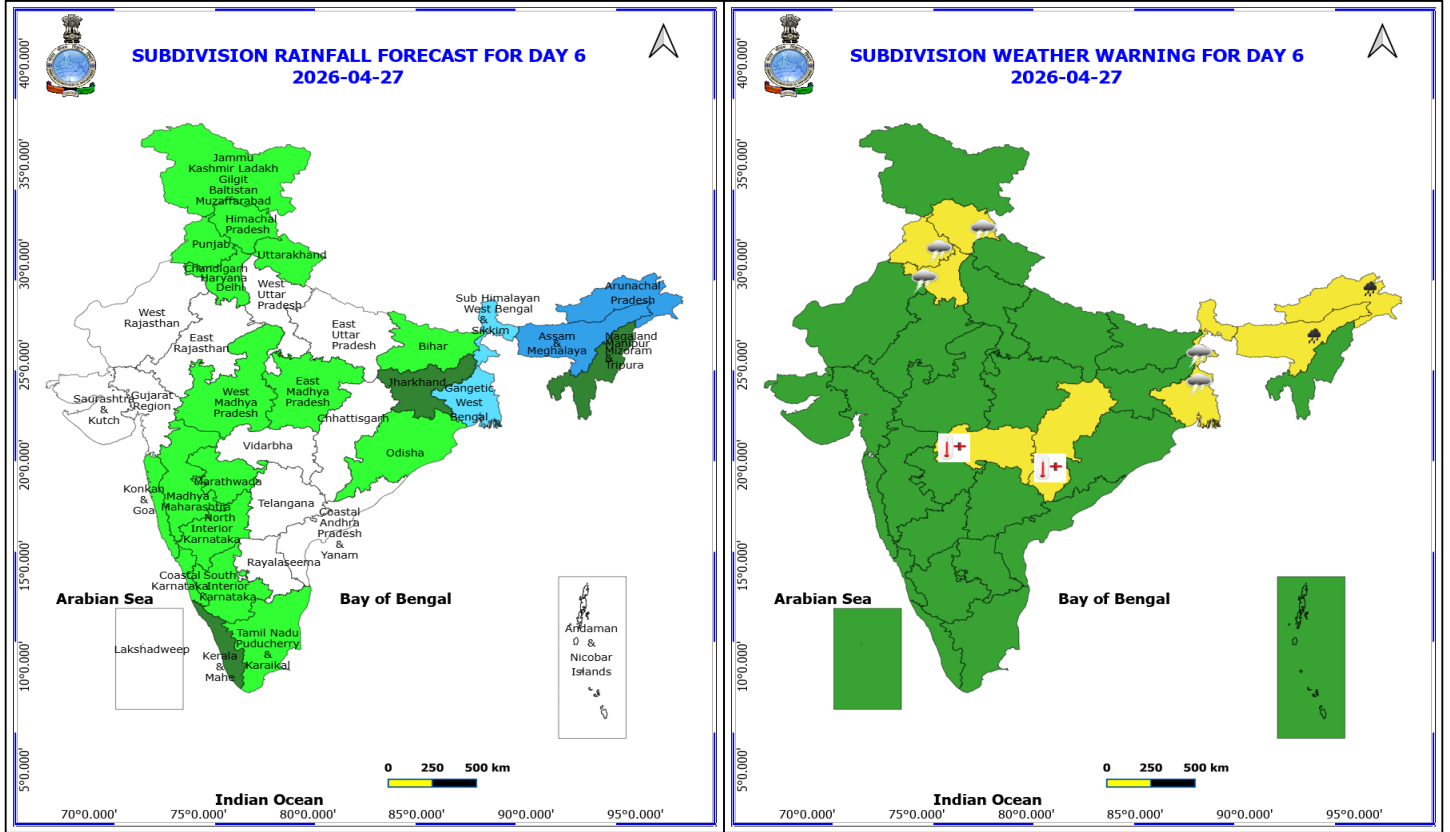 SUBDIVISION RAINFALL FORECAST FOR DAY 6
2026-04-27
40°0.000'
35°0.000'
30°0.000'
25°0.000'
20°0.000'
15°0.000'
10°0.000'
5°0.000'
Jammu
Kashmir Ladakh
Gilgit
Baltistan
Muzaffarabad
Himachal
Pradesh
Punjab
Uttarakhand
Chandigarh
Haryana
Delhi
West
Uttar
Pradesh
West
Rajasthan
East
Rajasthan
East
Uttar
Pradesh
Sub Himalayan
West Bengal
&
Sikkim
Arunachal
Pradesh
Assam
&
Meghalaya
Nagaland
Manipur
Mizoram
&
Tripura
Bihar
Jharkhand
Gangetic
West
Bengal
Saurashtra
&
Kutch
Gujarat
Region
West
Madhya
Pradesh
East
Madhya
Pradesh
Chhattisgarh
Vidarbha
Odisha
Konkan
&
Goa
Madhya
Maharashtra
Marathwada
Telangana
North
Interior
Karnataka
Coastal
Andhra
Pradesh
&
Yanam
Rayalaseema
Coastal
Karnataka
South
Interior
Karnataka
Tamil Nadu
Puducherry
&
Karaikal
Kerala
&
Mahe
Arabian Sea
Bay of Bengal
Lakshadweep
Andaman
&
Nicobar
Islands
0 250 500 km
Indian Ocean
70°0.000' 75°0.000' 80°0.000' 85°0.000' 90°0.000' 95°0.000'
SUBDIVISION WEATHER WARNING FOR DAY 6
2026-04-27
40°0.000'
35°0.000'
30°0.000'
25°0.000'
20°0.000'
15°0.000'
10°0.000'
5°0.000'
Arabian Sea
Bay of Bengal
0 250 500 km
Indian Ocean
70°0.000' 75°0.000' 80°0.000' 85°0.000' 90°0.000' 95°0.000'